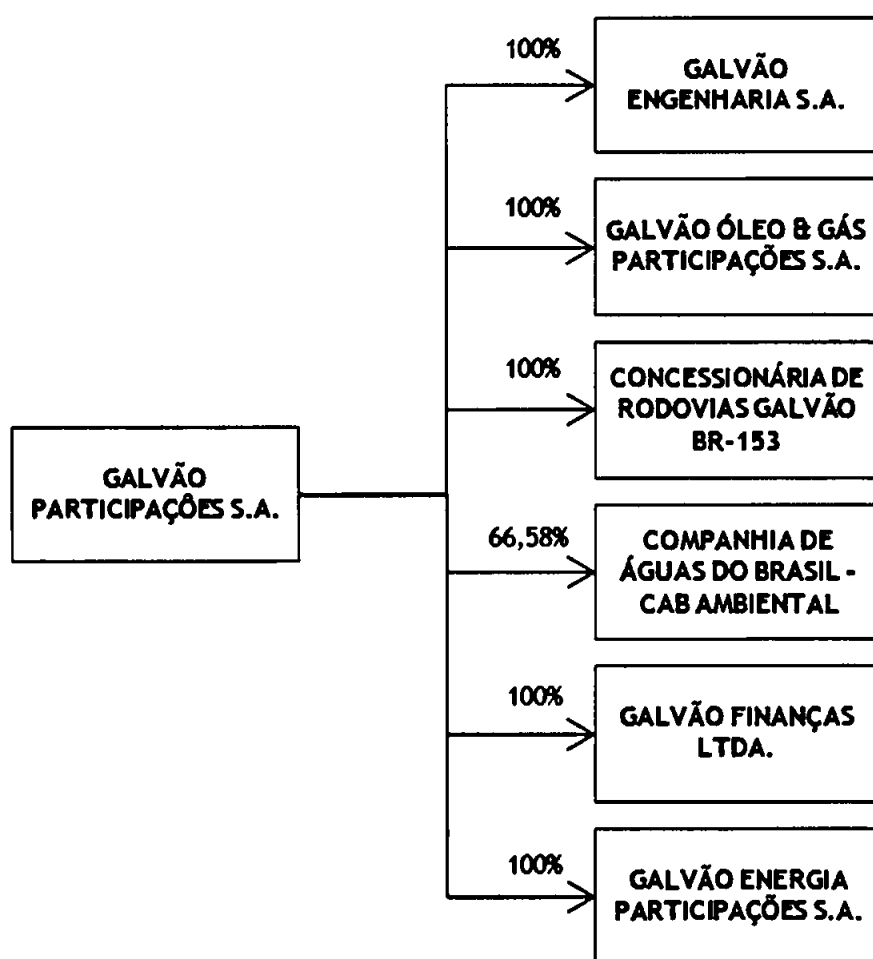 100%
GALVÃO
ENGENHARIA S.A.
100%
GALVÃO ÓLEO & GÁS
PARTICIPAÇÕES S.A.
100%
CONCESSIONÁRIA DE
RODOVIAS GALVÃO
BR-153
GALVÃO
PARTICIPAÇÕES S.A.
66,58%
COMPANHIA DE
ÁGUAS DO BRASIL -
CAB AMBIENTAL
100%
GALVÃO FINANÇAS
LTDA.
100%
GALVÃO ENERGIA
PARTICIPAÇÕES S.A.